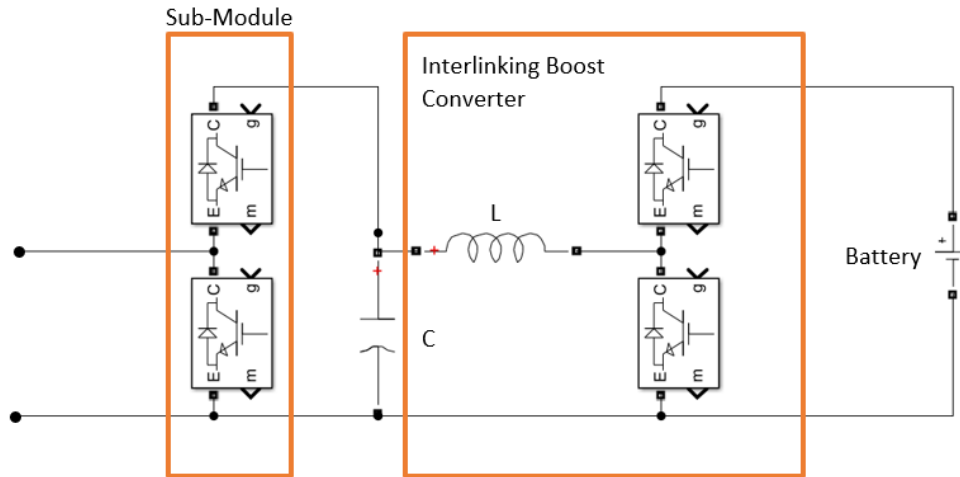 Sub-Module
Interlinking Boost
Converter
C g
E m
C g
E m
C g
E m
C g
E m
L
+
+
+
C
Battery